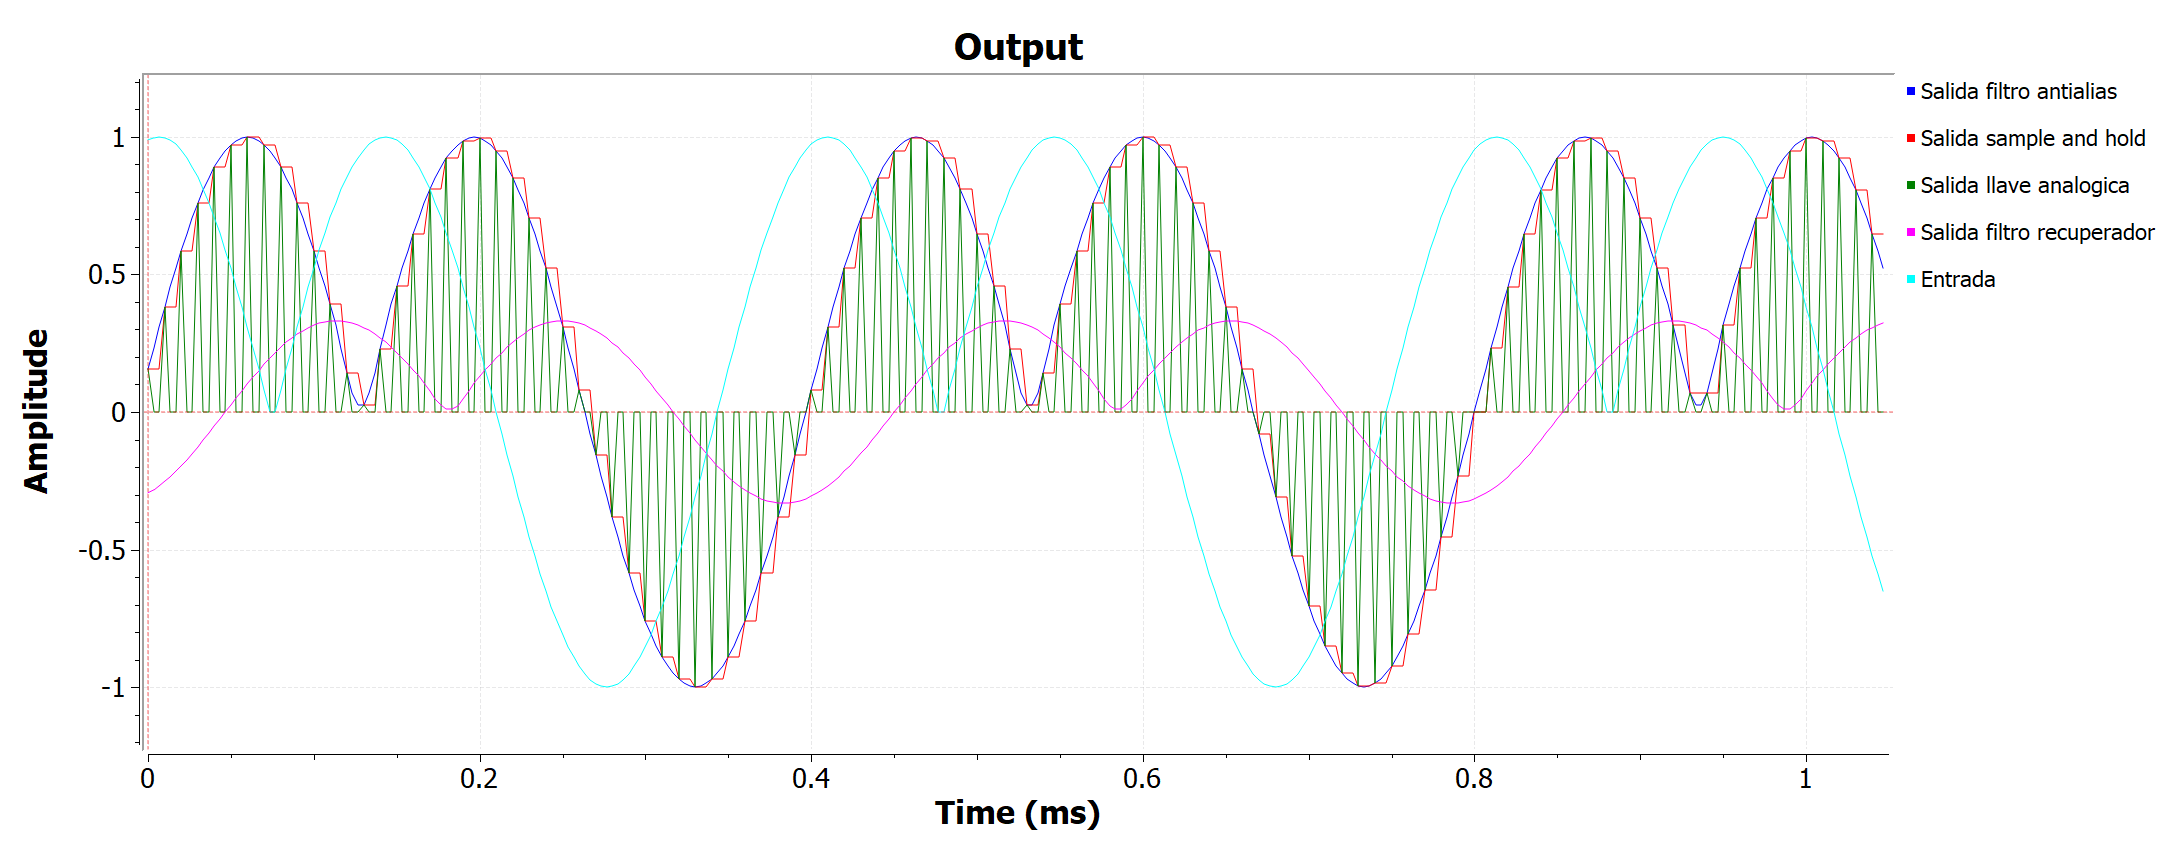 Output
Salida filtro antialias
Salida sample and hold
Salida llave analogica
Salida filtro recuperador
Entrada
Amplitude
1
0.5
0
-0.5
-1
0 0.2 0.4 0.6 0.8 1
Time (ms)